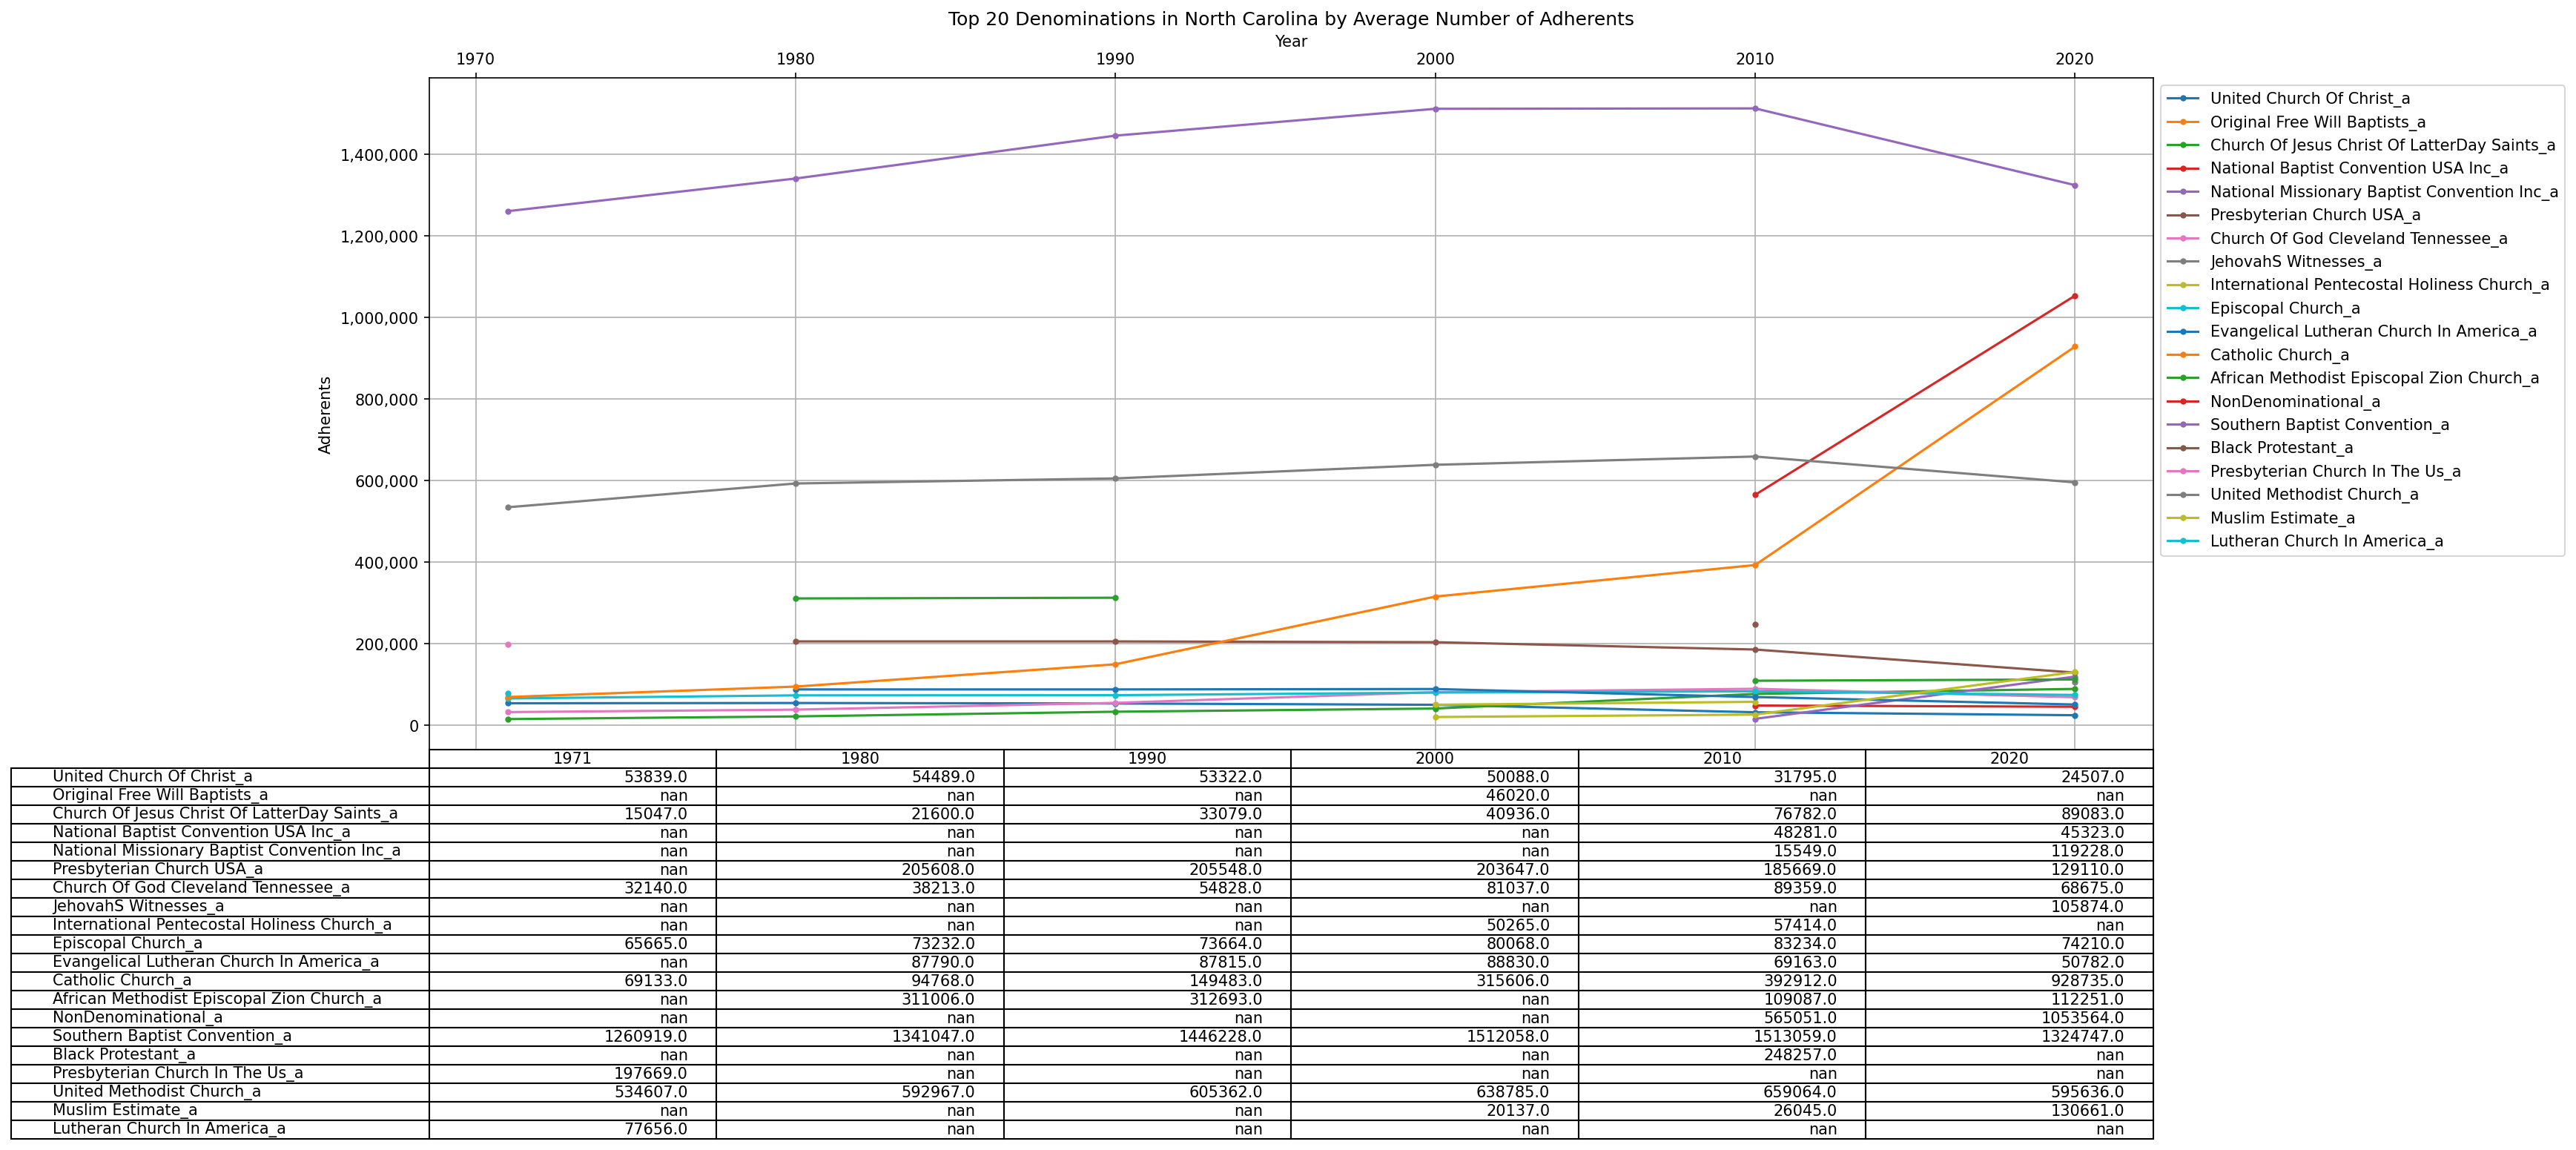 Top 20 Denominations in North Carolina by Average Number of Adherents
Year
1970 1980 1990 2000 2010 2020
1,400,000
1,200,000
1,000,000
800,000
600,000
400,000
200,000
0
Adherents
United Church Of Christ_a
Original Free Will Baptists_a
Church Of Jesus Christ Of LatterDay Saints_a
National Baptist Convention USA Inc_a
National Missionary Baptist Convention Inc_a
Presbyterian Church USA_a
Church Of God Cleveland Tennessee_a
JehovahS Witnesses_a
International Pentecostal Holiness Church_a
Episcopal Church_a
Evangelical Lutheran Church In America_a
Catholic Church_a
African Methodist Episcopal Zion Church_a
NonDenominational_a
Southern Baptist Convention_a
Black Protestant_a
Presbyterian Church In The Us_a
United Methodist Church_a
Muslim Estimate_a
Lutheran Church In America_a
1971 1980 1990 2000 2010 2020
United Church Of Christ_a 53839.0 54489.0 53322.0 50088.0 31795.0 24507.0
Original Free Will Baptists_a nan nan nan 46020.0 nan nan
Church Of Jesus Christ Of LatterDay Saints_a 15047.0 21600.0 33079.0 40936.0 76782.0 89083.0
National Baptist Convention USA Inc_a nan nan nan nan 48281.0 45323.0
National Missionary Baptist Convention Inc_a nan nan nan nan 15549.0 119228.0
Presbyterian Church USA_a nan 205608.0 205548.0 203647.0 185669.0 129110.0
Church Of God Cleveland Tennessee_a 32140.0 38213.0 54828.0 81037.0 89359.0 68675.0
JehovahS Witnesses_a nan nan nan nan nan 105874.0
International Pentecostal Holiness Church_a nan nan nan 50265.0 57414.0 nan
Episcopal Church_a 65665.0 73232.0 73664.0 80068.0 83234.0 74210.0
Evangelical Lutheran Church In America_a nan 87790.0 87815.0 88830.0 69163.0 50782.0
Catholic Church_a 69133.0 94768.0 149483.0 315606.0 392912.0 928735.0
African Methodist Episcopal Zion Church_a nan 311006.0 312693.0 nan 109087.0 112251.0
NonDenominational_a nan nan nan nan 565051.0 1053564.0
Southern Baptist Convention_a 1260919.0 1341047.0 1446228.0 1512058.0 1513059.0 1324747.0
Black Protestant_a nan nan nan nan 248257.0 nan
Presbyterian Church In The Us_a 197669.0 nan nan nan nan nan
United Methodist Church_a 534607.0 592967.0 605362.0 638785.0 659064.0 595636.0
Muslim Estimate_a nan nan nan 20137.0 26045.0 130661.0
Lutheran Church In America_a 77656.0 nan nan nan nan nan